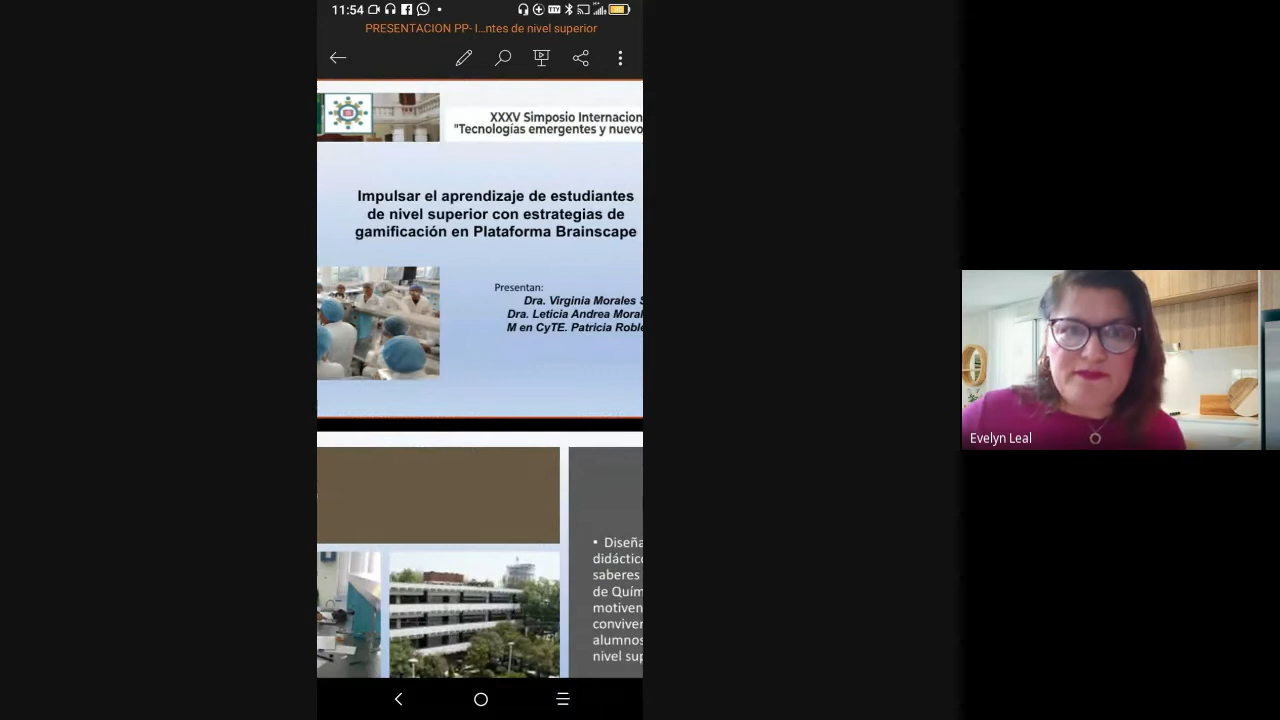 11:54
PRESENTACION PP- I...ntes de nivel superior
XXXV Simposio Internacion
"Tecnologías emergentes y nuevo
Impulsar el aprendizaje de estudiantes
de nivel superior con estrategias de
gamificación en Plataforma Brainscape
Presentan:
Dra. Virginia Morales S
Dra. Leticia Andrea Moral
M en CyTE. Patricia Roble
• Diseña
didáctic
saberes
de Quím
motiven
conviver
alumnos
nivel sup
Evelyn Leal